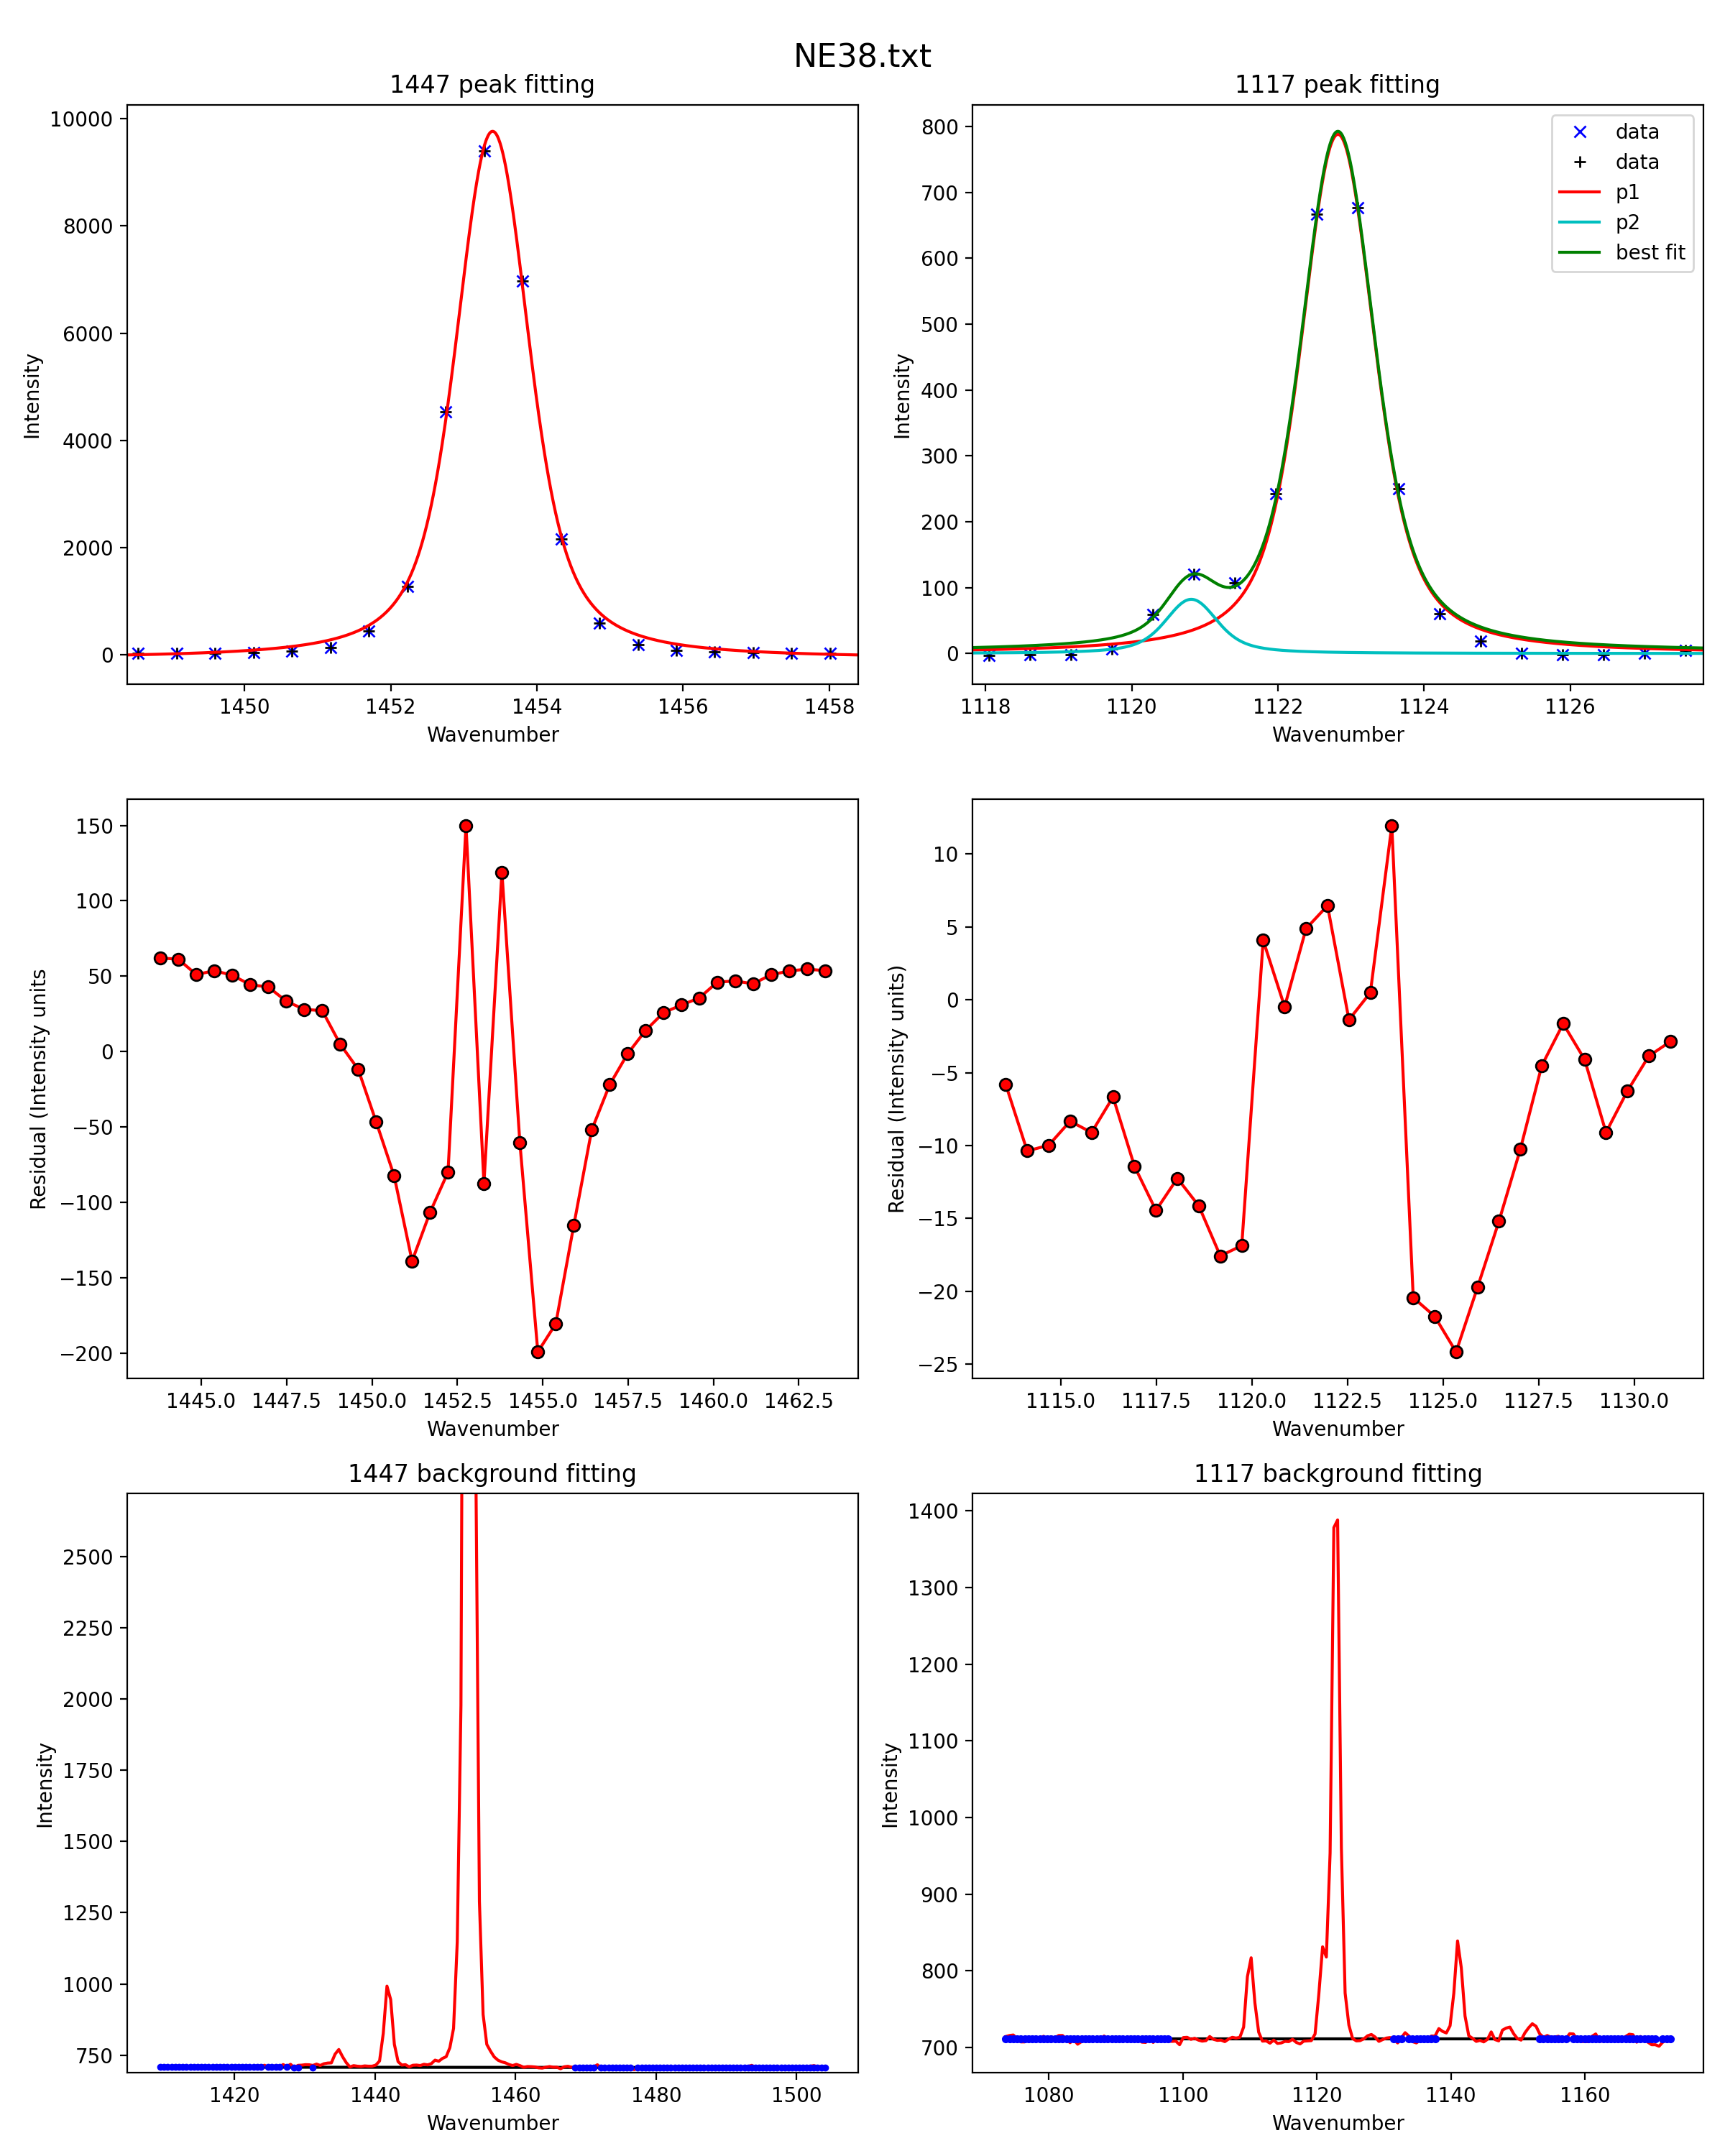 NE38.txt
1447 peak fitting
10000
8000
6000
4000
2000
0
Intensity
1450 1452 1454 1456 1458
Wavenumber
1117 peak fitting
800
700
600
500
400
300
200
100
0
Intensity
data
data
p1
p2
best fit
1118 1120 1122 1124 1126
Wavenumber
150
100
50
0
−50
−100
−150
−200
Residual (Intensity units
1445.0 1447.5 1450.0 1452.5 1455.0 1457.5 1460.0 1462.5
Wavenumber
10
5
0
−5
−10
−15
−20
−25
Residual (Intensity units)
1115.0 1117.5 1120.0 1122.5 1125.0 1127.5 1130.0
Wavenumber
1447 background fitting
2500
2250
2000
1750
1500
1250
1000
750
Intensity
1420 1440 1460 1480 1500
Wavenumber
1117 background fitting
1400
1300
1200
1100
1000
900
800
700
Intensity
1080 1100 1120 1140 1160
Wavenumber